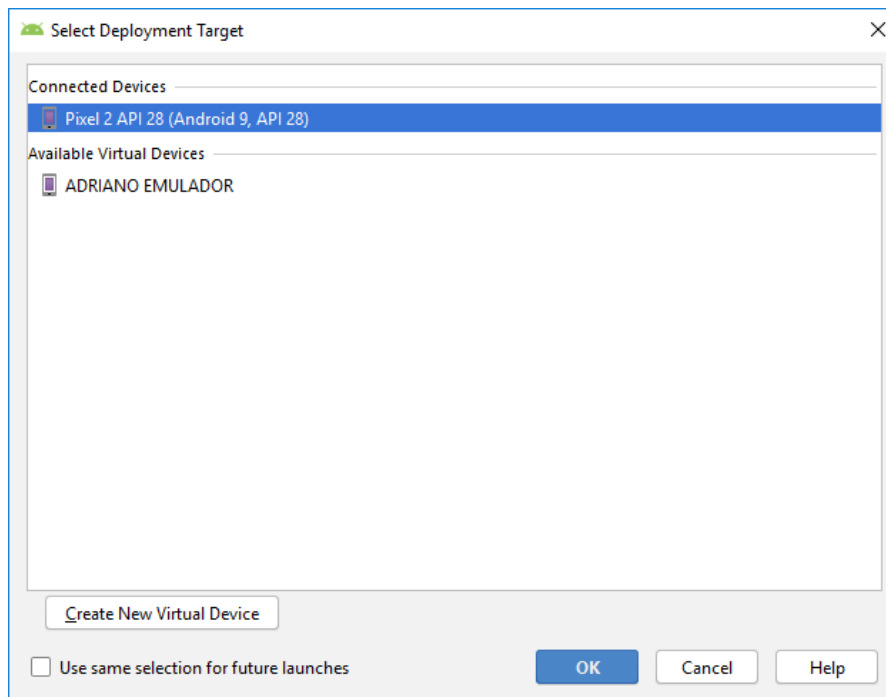 Select Deployment Target
Connected Devices
Pixel 2 API 28 (Android 9, API 28)
Available Virtual Devices
ADRIANO EMULADOR
Create New Virtual Device
Use same selection for future launches
OK Cancel Help